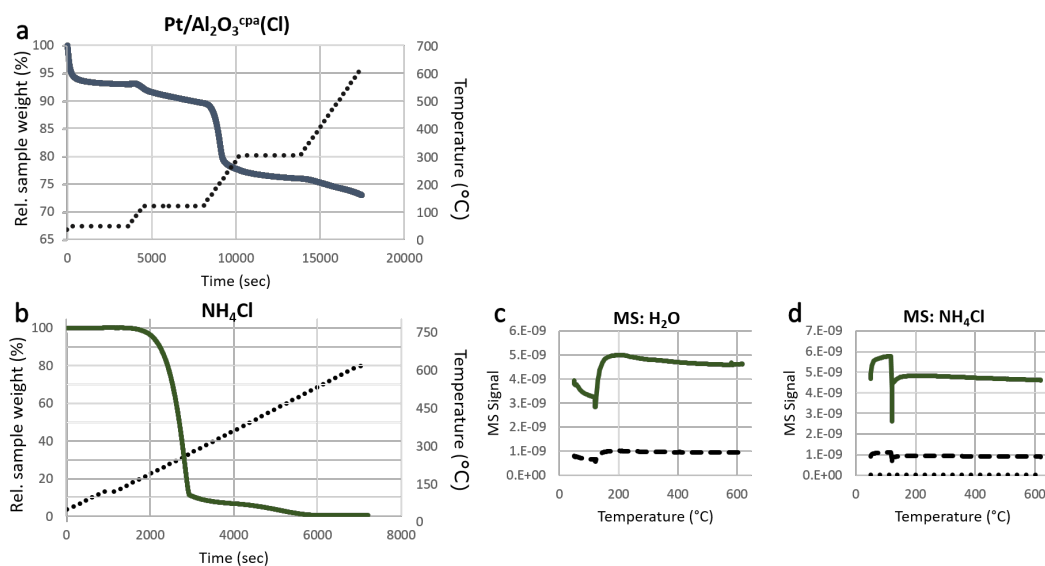 a
Pt/Al₂O₃ᶜᵖᵃ(Cl)
Rel. sample weight (%)
100
95
90
85
80
75
70
65
700
600
500
400
300
200
100
0
Temperature (°C)
0 5000 10000 15000 20000
Time (sec)
b
NH₄Cl
Rel. sample weight (%)
100
80
60
40
20
10
0
750
600
450
300
150
0
Temperature (°C)
0 2000 4000 6000 8000
Time (sec)
c
MS: H₂O
MS Signal
6.E-09
5.E-09
4.E-09
3.E-09
2.E-09
1.E-09
0.E+00
0 200 400 600
Temperature (°C)
d
MS: NH₄Cl
MS Signal
7.E-09
6.E-09
5.E-09
4.E-09
3.E-09
2.E-09
1.E-09
0.E+00
0 200 400 600
Temperature (°C)